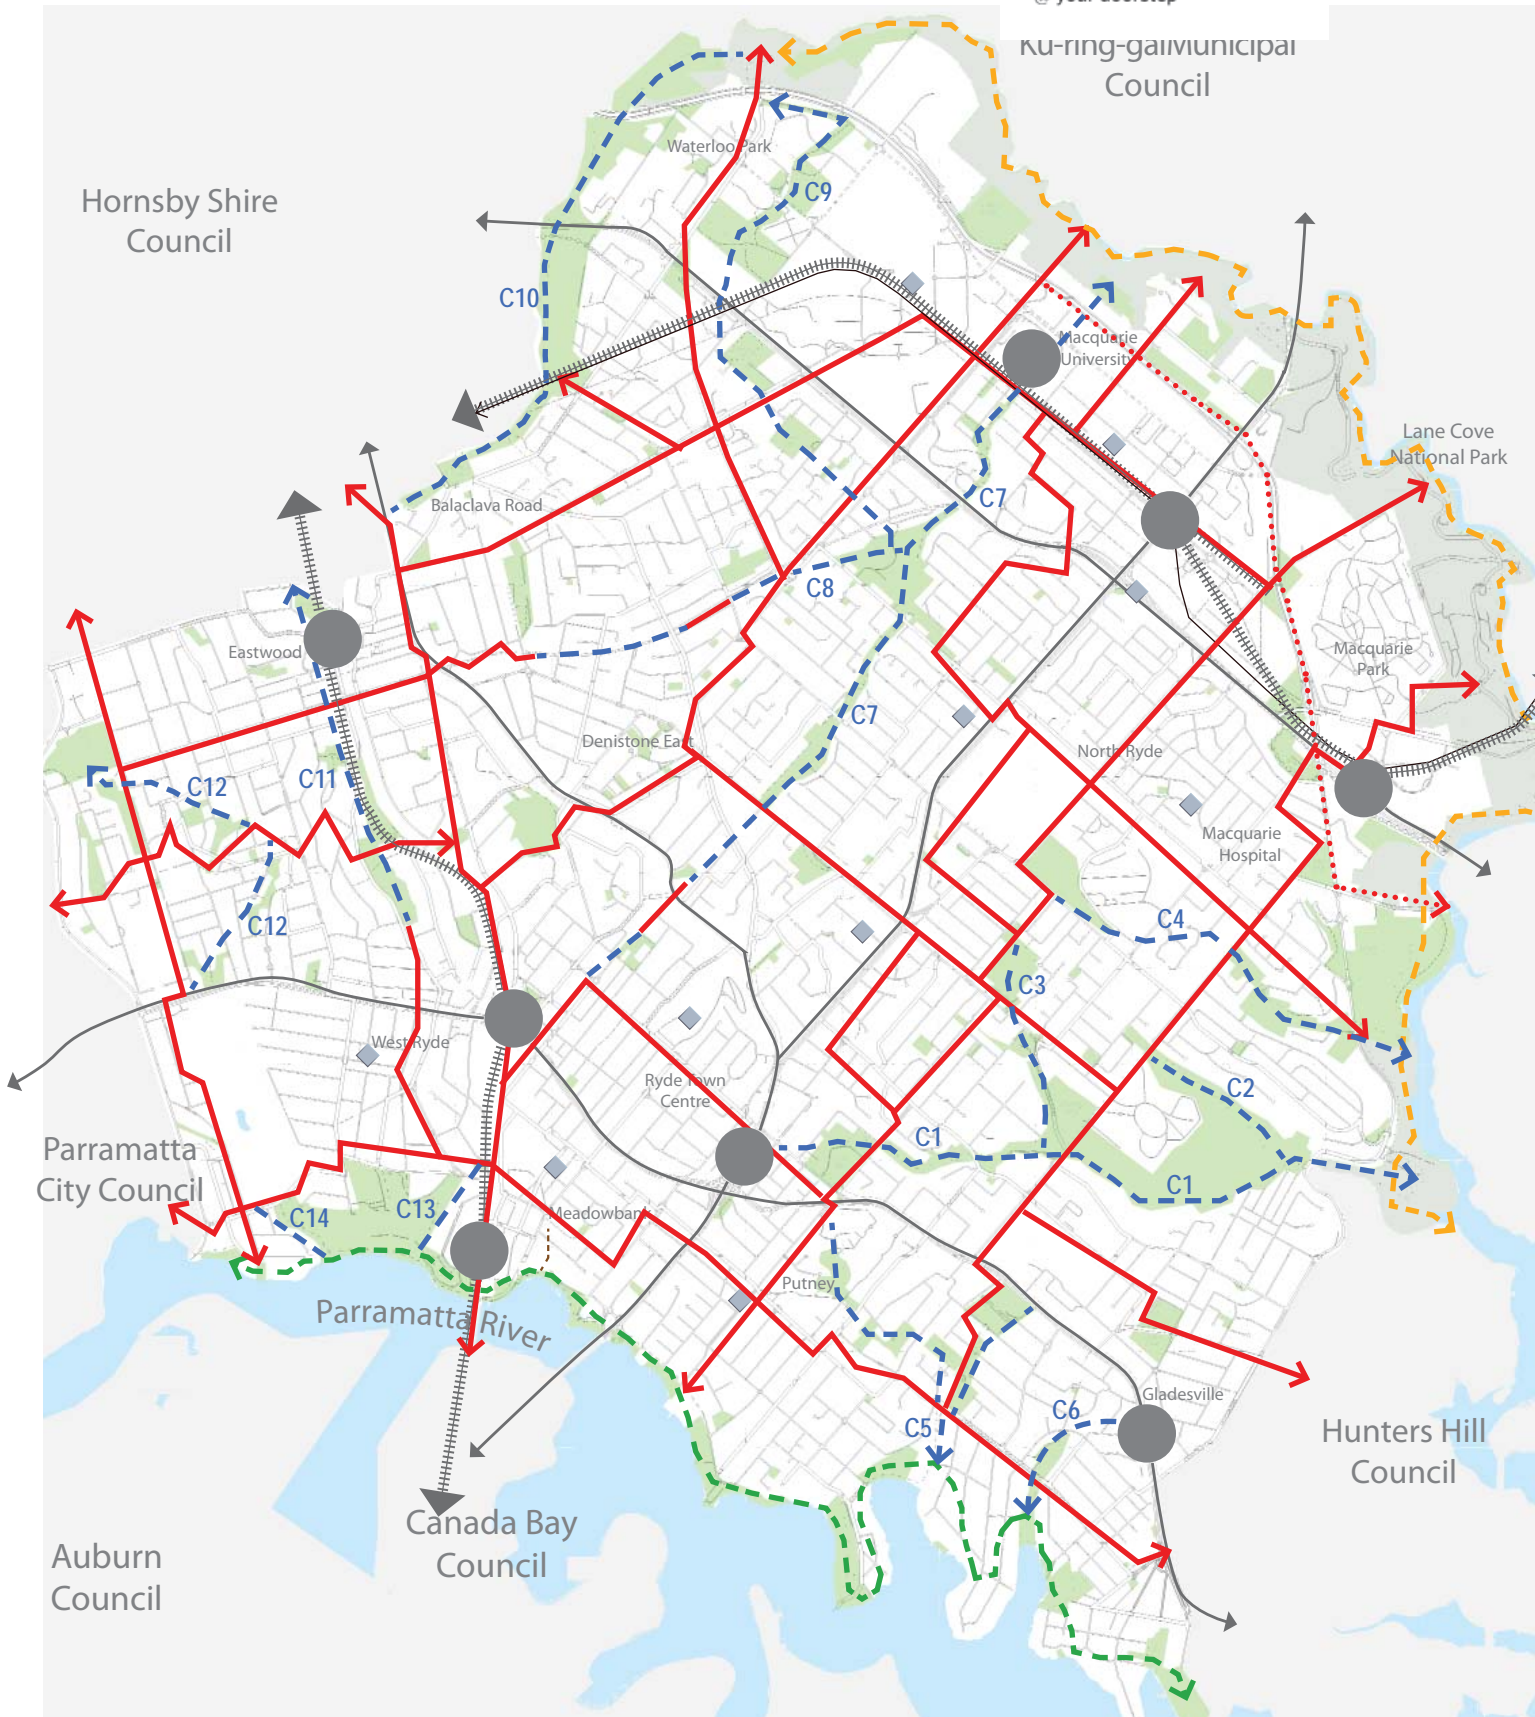 @ your doorstep
Ku-ring-gaiMunicipal
Council
Waterloo Park
Hornsby Shire
Council
C9
C10
Macquarie
University
Lane Cove
National Park
Balaclava Road
C7
C8
Eastwood
Macquarie
Park
C7
Denistone East
North Ryde
C12
C11
Macquarie
Hospital
C12
C4
C3
West Ryde
Ryde Town
Centre
C2
C1
Parramatta
City Council
C1
C14
C13
Meadowbank
Putney
Parramatta River
Gladesville
C6
C5
Hunters Hill
Council
Canada Bay
Council
Auburn
Council